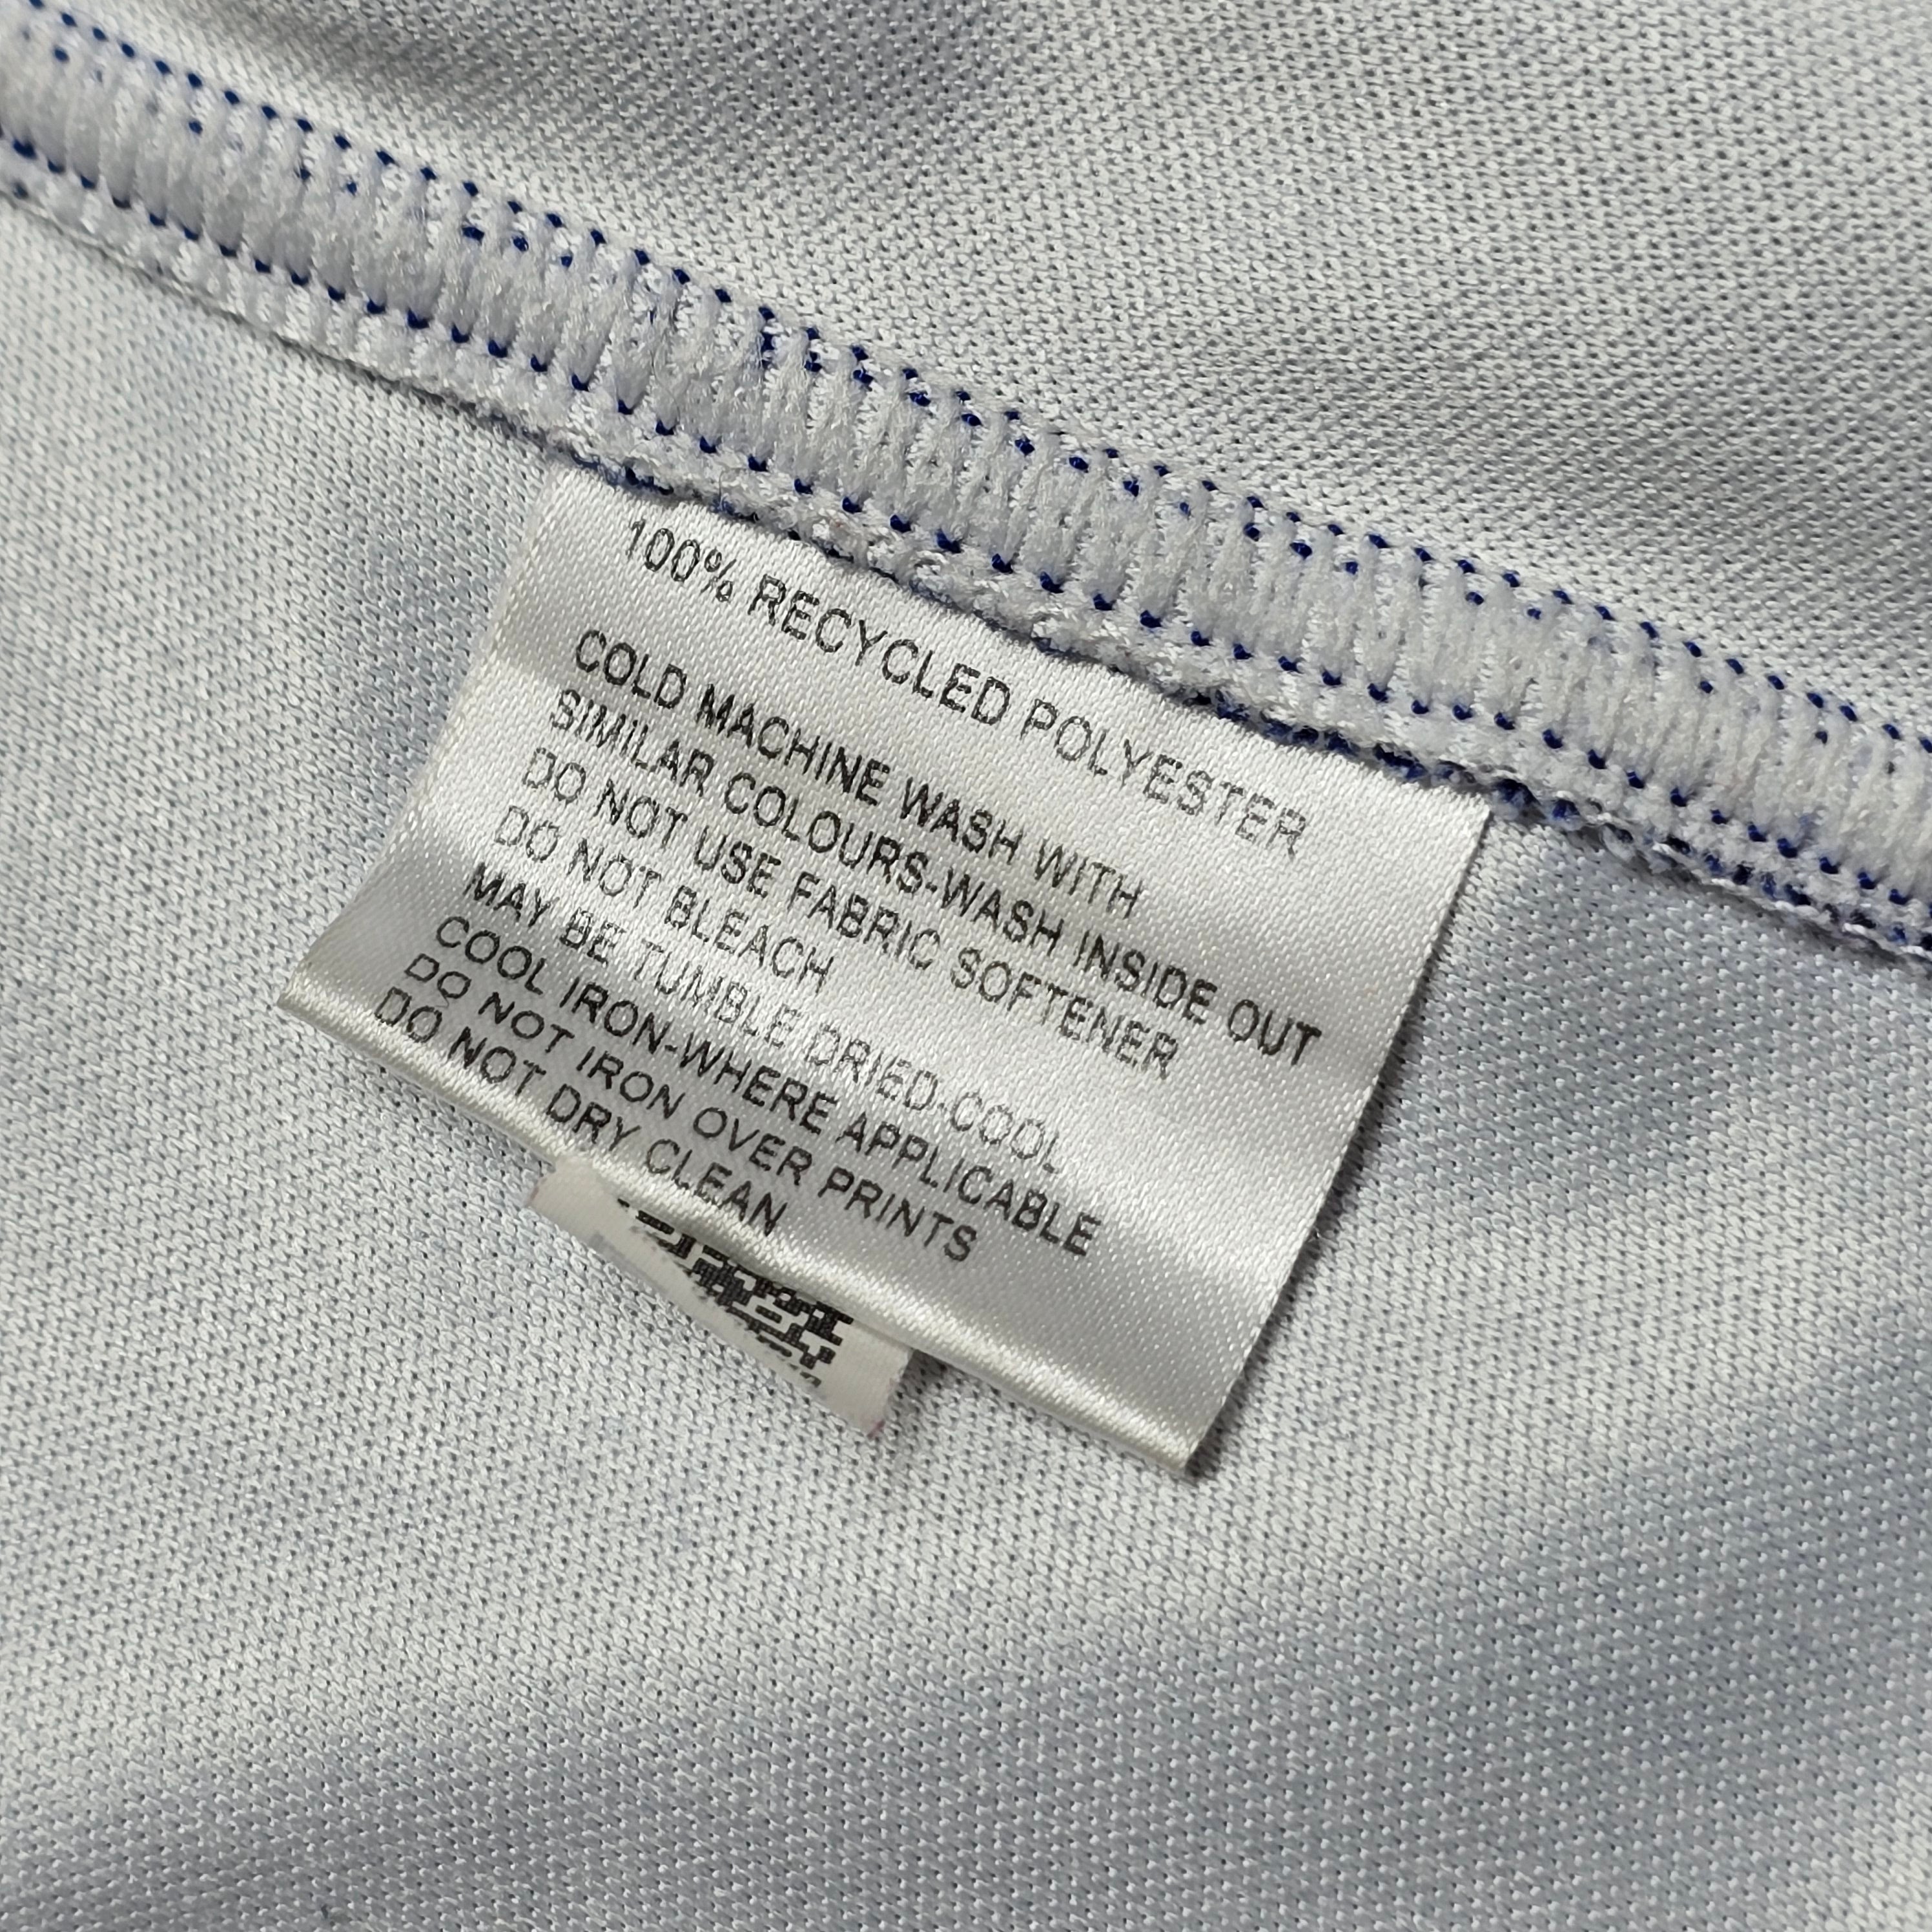 100% RECYCLED POLYESTER
COLD MACHINE WASH WITH
SIMILAR COLOURS-WASH INSIDE OUT
DO NOT USE FABRIC SOFTENER
DO NOT BLEACH
MAY BE TUMBLE DRIED-COOL
COOL IRON-WHERE APPLICABLE
DO NOT IRON OVER PRINTS
DO NOT DRY CLEAN